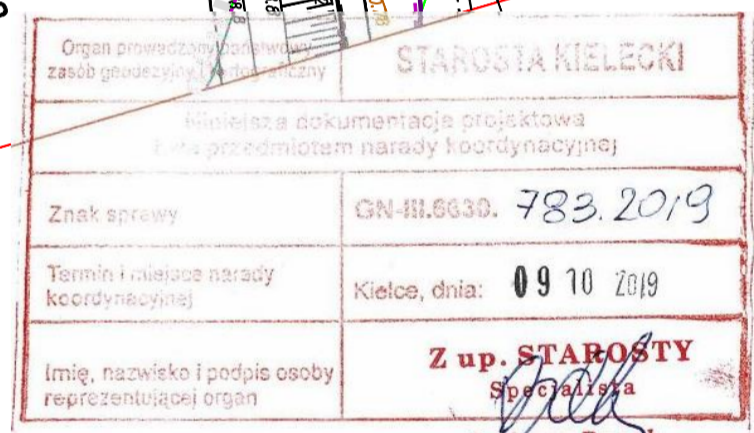 Organ prowadzony państwowy
zasób geodezyjny i kartograficzny
STAROSTA KIELECKI
Niniejsza dokumentacja projektowa
była przedmiotem narady koordynacyjnej
Znak sprawy
GN-III.6630. 783.2019
Termin i miejsce narady
koordynacyjnej
Kielce, dnia: 09 10 2019
Imię, nazwisko i podpis osoby
reprezentującej organ
Z up. STAROSTY
Specjalista